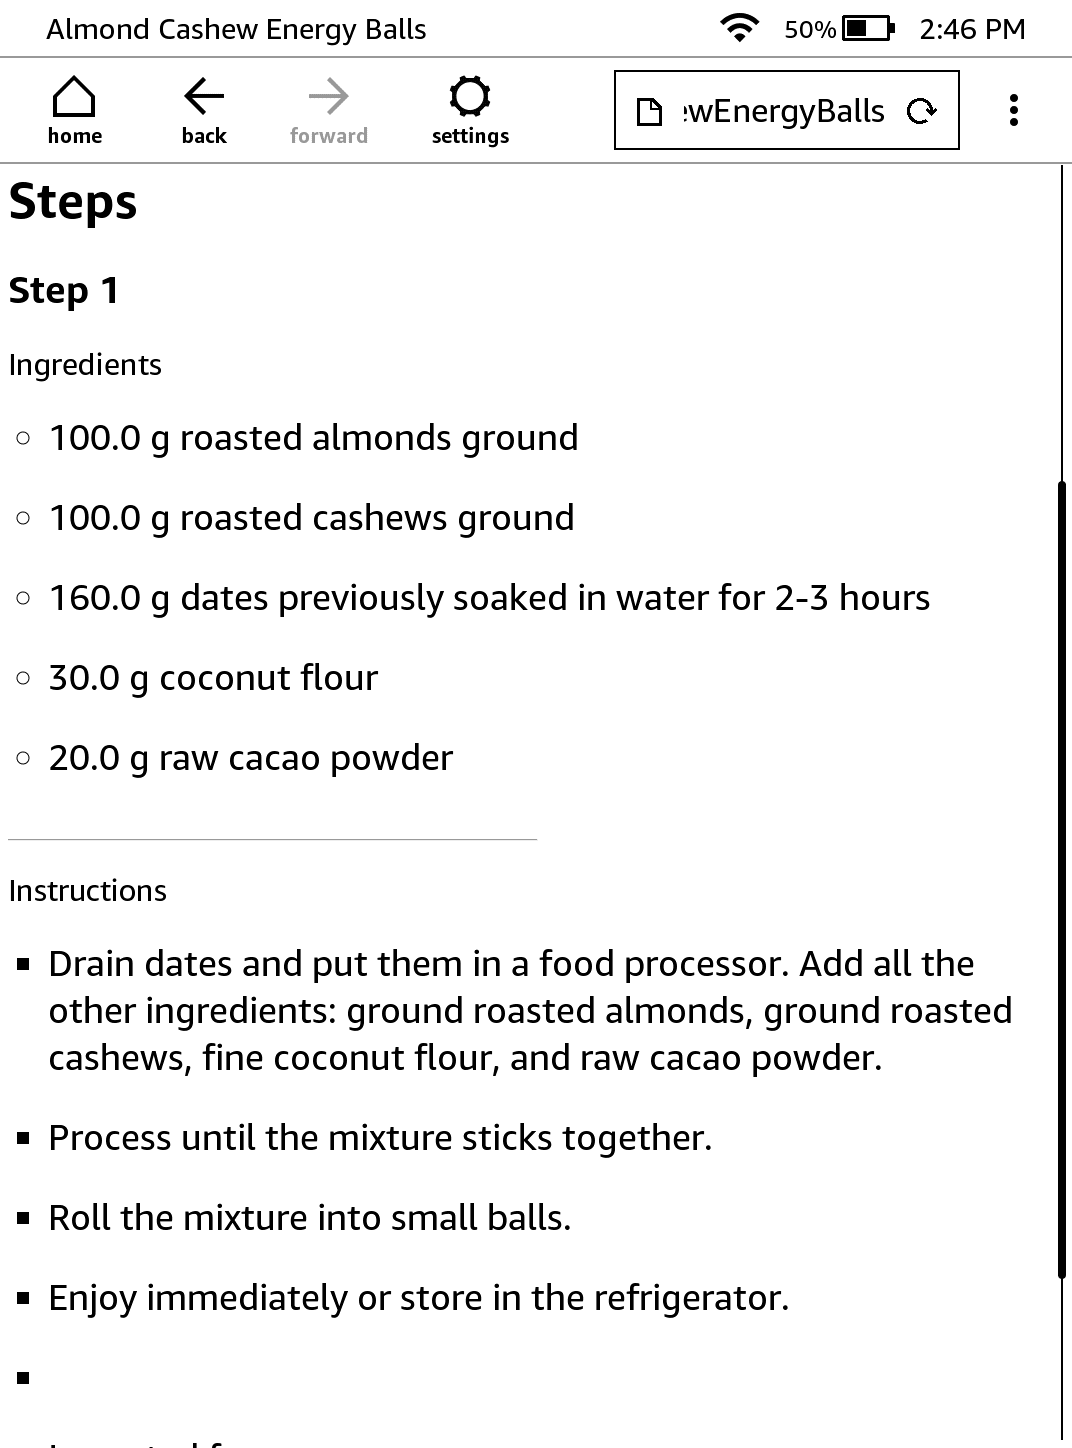 Almond Cashew Energy Balls 50% 2:46 PM
home back forward settings wEnergyBalls
Steps
Step 1
Ingredients
100.0 g roasted almonds ground
100.0 g roasted cashews ground
160.0 g dates previously soaked in water for 2-3 hours
30.0 g coconut flour
20.0 g raw cacao powder
Instructions
Drain dates and put them in a food processor. Add all the
other ingredients: ground roasted almonds, ground roasted
cashews, fine coconut flour, and raw cacao powder.
Process until the mixture sticks together.
Roll the mixture into small balls.
Enjoy immediately or store in the refrigerator.